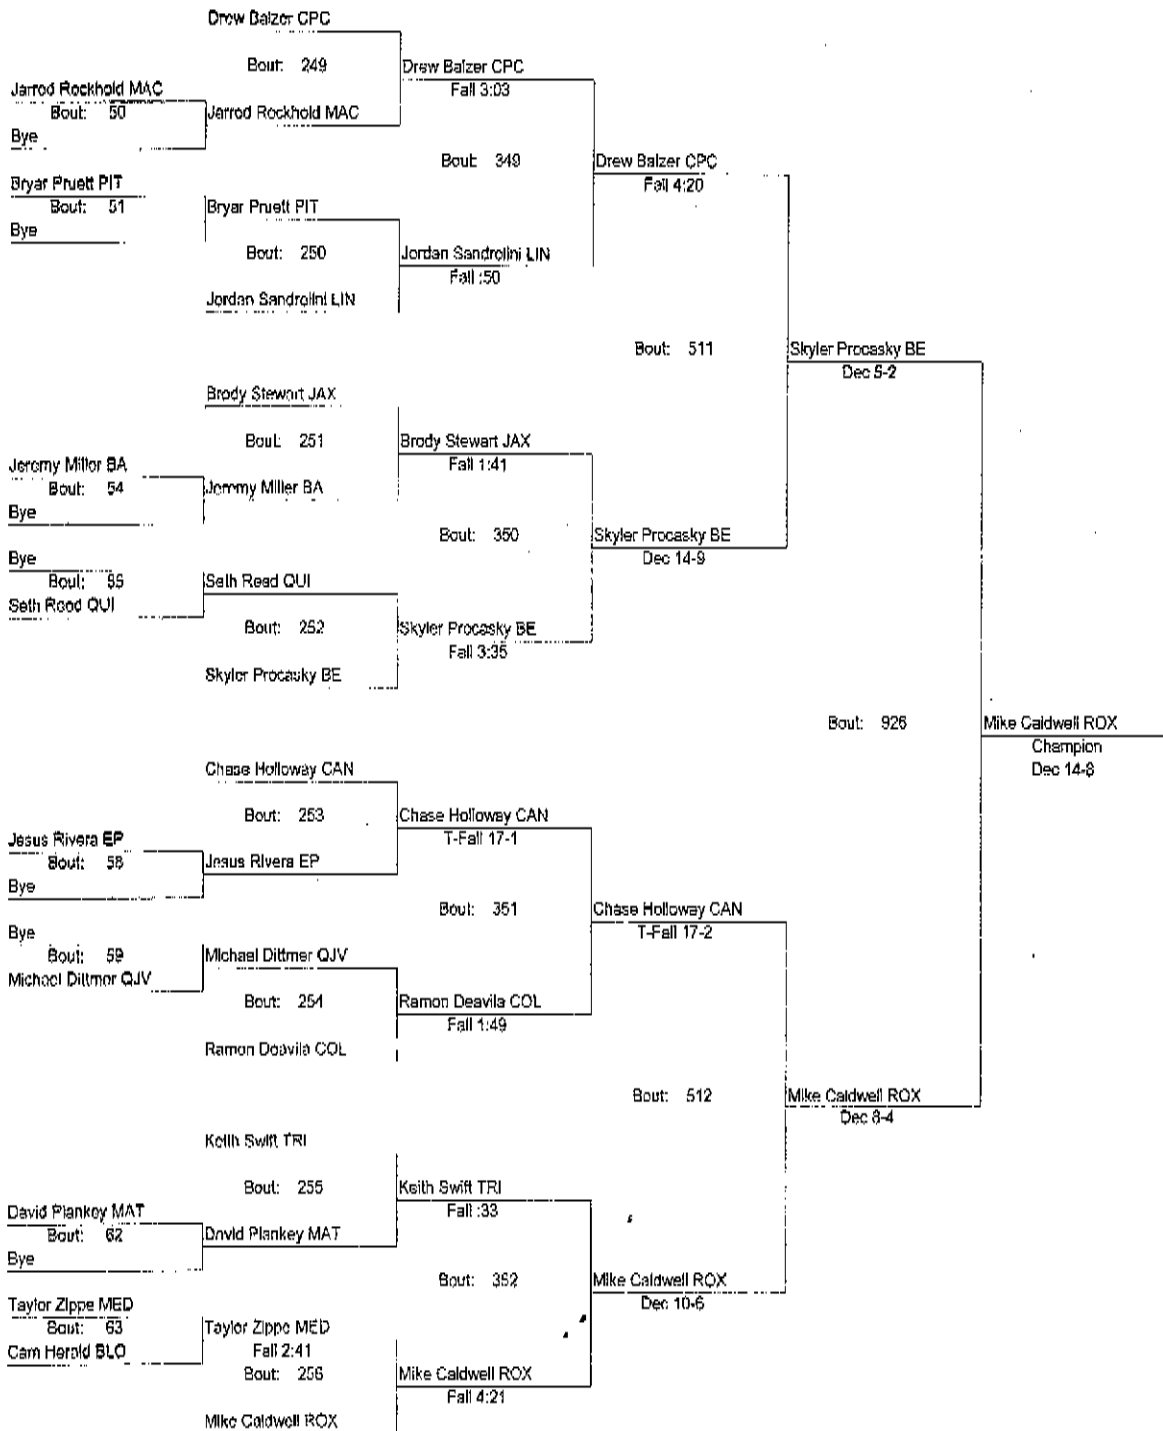 Drew Balzer CPC
Bout: 249
Drew Balzer CPC
Fall 3:03
Jarrod Rockhold MAC
Bout: 50
Jarrod Rockhold MAC
Bye
Bout: 349
Drew Balzer CPC
Fall 4:20
Bryar Pruett PIT
Bout: 51
Bryar Pruett PIT
Bye
Bout: 250
Jordan Sandrolini LIN
Fall :50
Jordan Sandrolini LIN
Bout: 511
Skyler Procasky BE
Dec 5-2
Brody Stewart JAX
Bout: 251
Brody Stewart JAX
Fall 1:41
Jeremy Miller BA
Bout: 54
Jeremy Miller BA
Bye
Bout: 350
Skyler Procasky BE
Dec 14-9
Bye
Bout: 55
Seth Reed QUI
Seth Reed QUI
Bout: 252
Skyler Procasky BE
Fall 3:35
Skyler Procasky BE
Bout: 926
Mike Caldwell ROX
Champion
Dec 14-8
Chase Holloway CAN
Bout: 253
Chase Holloway CAN
T-Fall 17-1
Jesus Rivera EP
Bout: 58
Jesus Rivera EP
Bye
Bout: 351
Chase Holloway CAN
T-Fall 17-2
Bye
Bout: 59
Michael Dittmer QJV
Michael Dittmer QJV
Bout: 254
Ramon Deavila COL
Fall 1:49
Ramon Deavila COL
Bout: 512
Mike Caldwell ROX
Dec 8-4
Keith Swift TRI
Bout: 255
Keith Swift TRI
Fall :33
David Plankey MAT
Bout: 62
David Plankey MAT
Bye
Bout: 352
Mike Caldwell ROX
Dec 10-6
Taylor Zippe MED
Bout: 63
Cam Herald BLO
Taylor Zippe MED
Fall 2:41
Bout: 256
Mike Caldwell ROX
Fall 4:21
Mike Caldwell ROX